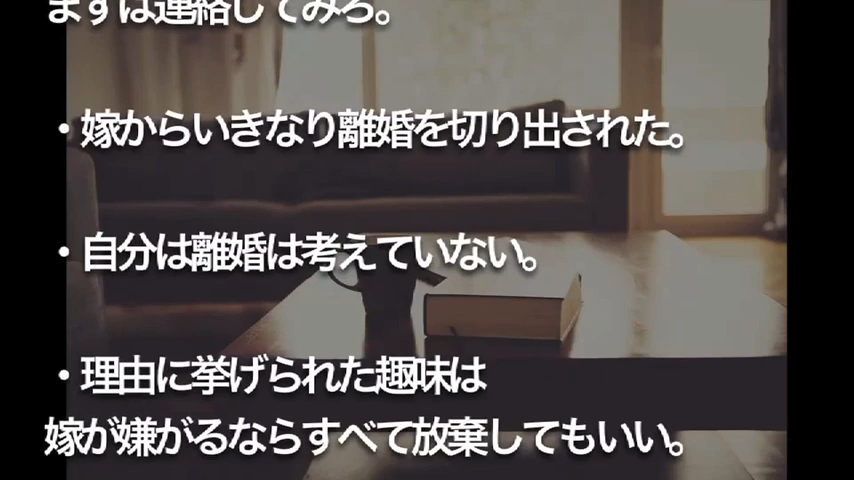 まずは連絡してみろ。
・嫁からいきなり離婚を切り出された。
・自分は離婚は考えていない。
・理由に挙げられた趣味は
嫁が嫌がるならすべて放棄してもいい。